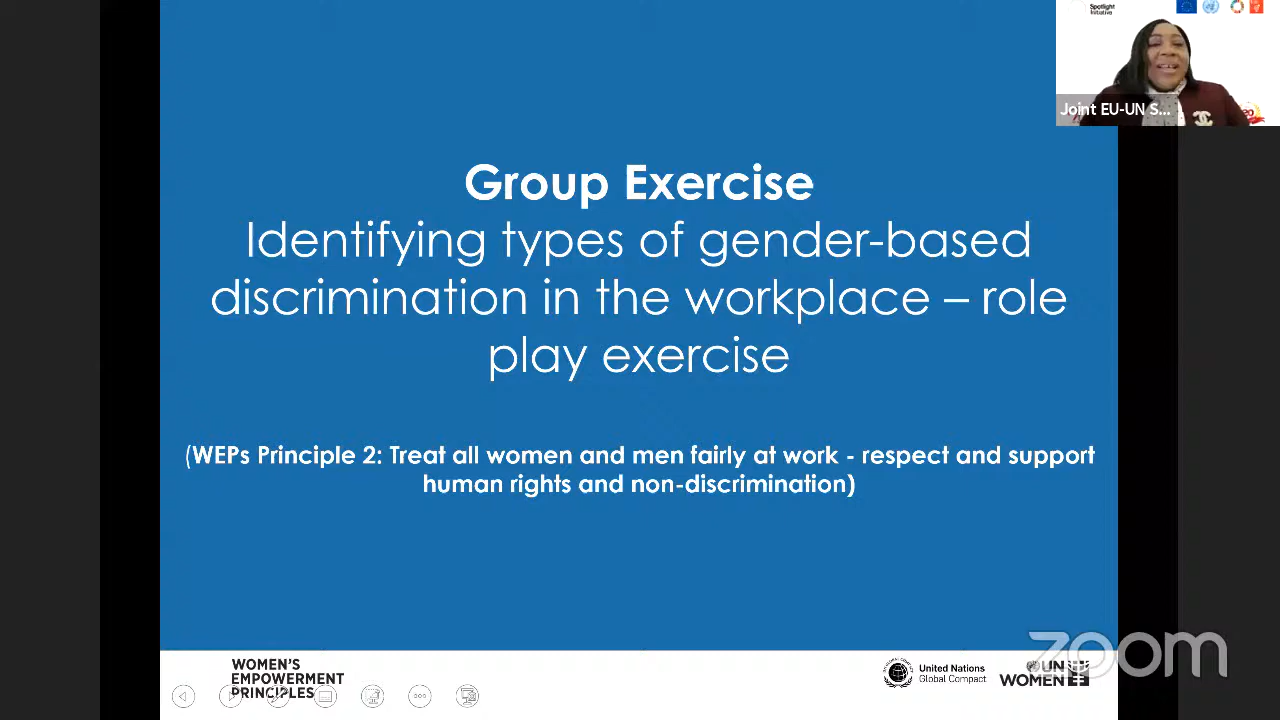 Spotlight
Initiative
Joint EU-UN S...
Group Exercise
Identifying types of gender-based
discrimination in the workplace – role
play exercise
(WEPs Principle 2: Treat all women and men fairly at work - respect and support
human rights and non-discrimination)
WOMEN'S
EMPOWERMENT
PRINCIPLES
United Nations
Global Compact
UN
WOMEN
zoom